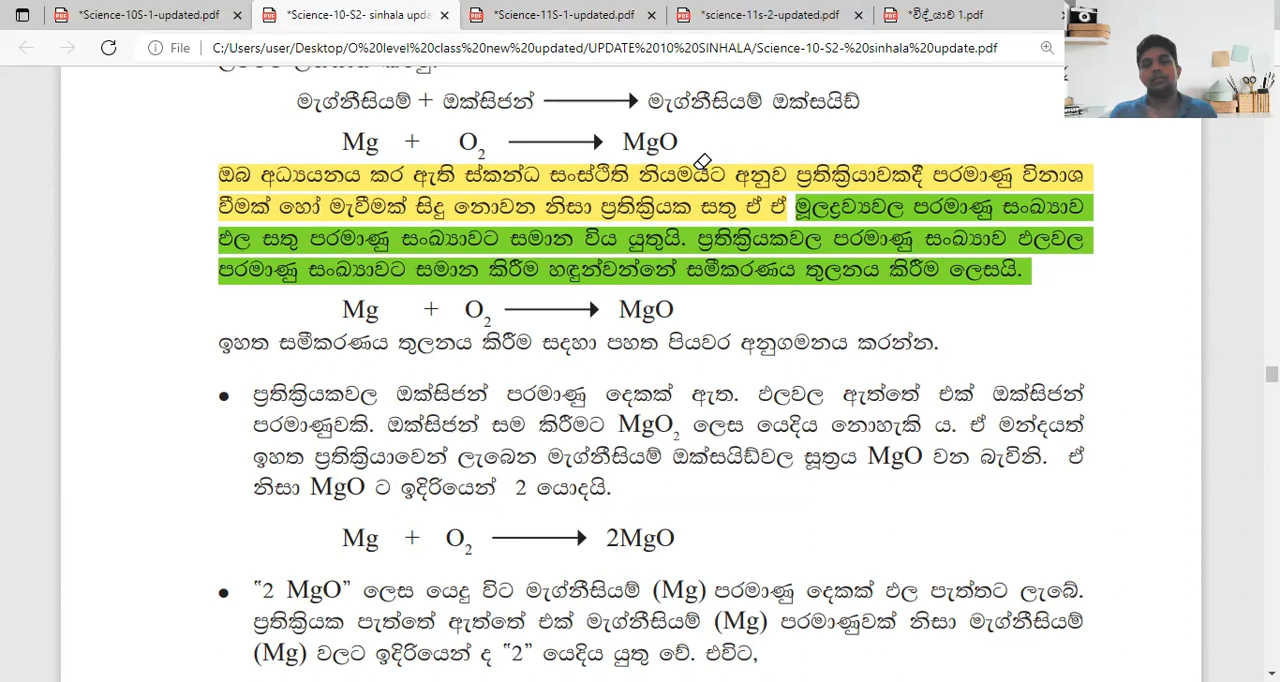 *Science-10S-1-updated.pdf
*Science-10-S2- sinhala upda
*Science-11S-1-updated.pdf
*science-11s-2-updated.pdf
*විද්‍යාව 1.pdf
File
C:/Users/user/Desktop/O%20level%20class%20new%20updated/UPDATE%2010%20SINHALA/Science-10-S2-%20sinhala%20update.pdf
මැග්නීසියම් + ඔක්සිජන් ⟶ මැග්නීසියම් ඔක්සයිඩ්
Mg + O₂ ⟶ MgO
ඔබ අධ්‍යයනය කර ඇති ස්කන්ධ සංස්ථිති නියමයට අනුව ප්‍රතික්‍රියාවකදී පරමාණු විනාශ
වීමක් හෝ මැවීමක් සිදු නොවන නිසා ප්‍රතික්‍රියක සතු ඒ ඒ මූලද්‍රව්‍යවල පරමාණු සංඛ්‍යාව
ඵල සතු පරමාණු සංඛ්‍යාවට සමාන විය යුතුයි. ප්‍රතික්‍රියකවල පරමාණු සංඛ්‍යාව ඵලවල
පරමාණු සංඛ්‍යාවට සමාන කිරීම හඳුන්වන්නේ සමීකරණය තුලනය කිරීම ලෙසයි.
Mg + O₂ ⟶ MgO
ඉහත සමීකරණය තුලනය කිරීම සඳහා පහත පියවර අනුගමනය කරන්න.
• ප්‍රතික්‍රියකවල ඔක්සිජන් පරමාණු දෙකක් ඇත. ඵලවල ඇත්තේ එක් ඔක්සිජන්
පරමාණුවකි. ඔක්සිජන් සම කිරීමට MgO₂ ලෙස යෙදිය නොහැකි ය. ඒ මන්දයත්
ඉහත ප්‍රතික්‍රියාවෙන් ලැබෙන මැග්නීසියම් ඔක්සයිඩ්වල සූත්‍රය MgO වන බැවිනි. ඒ
නිසා MgO ට ඉදිරියෙන් 2 යොදයි.
Mg + O₂ ⟶ 2MgO
• “2 MgO” ලෙස යෙදු විට මැග්නීසියම් (Mg) පරමාණු දෙකක් ඵල පැත්තට ලැබේ.
ප්‍රතික්‍රියක පැත්තේ ඇත්තේ එක් මැග්නීසියම් (Mg) පරමාණුවක් නිසා මැග්නීසියම්
(Mg) වලට ඉදිරියෙන් ද “2” යෙදිය යුතු වේ. එවිට,